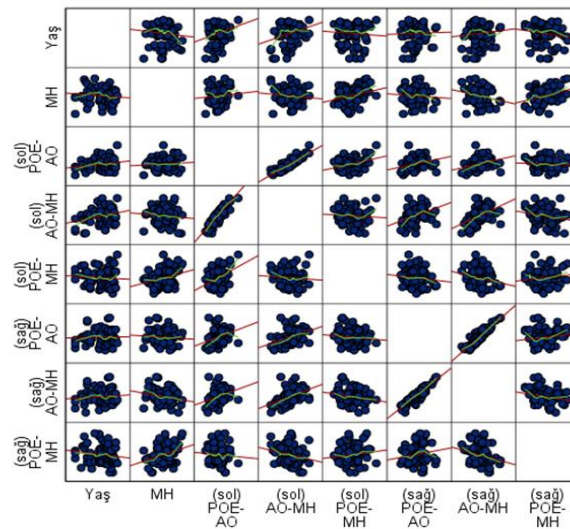 Yaş
MH
(sol)
POE-
AO
(sol)
AO-MH
(sol)
POE-
MH
(sağ)
POE-
AO
(sağ)
AO-MH
(sağ)
POE-
MH
Yaş
MH
(sol)
POE-
AO
(sol)
AO-MH
(sol)
POE-
MH
(sağ)
POE-
AO
(sağ)
AO-MH
(sağ)
POE-MH